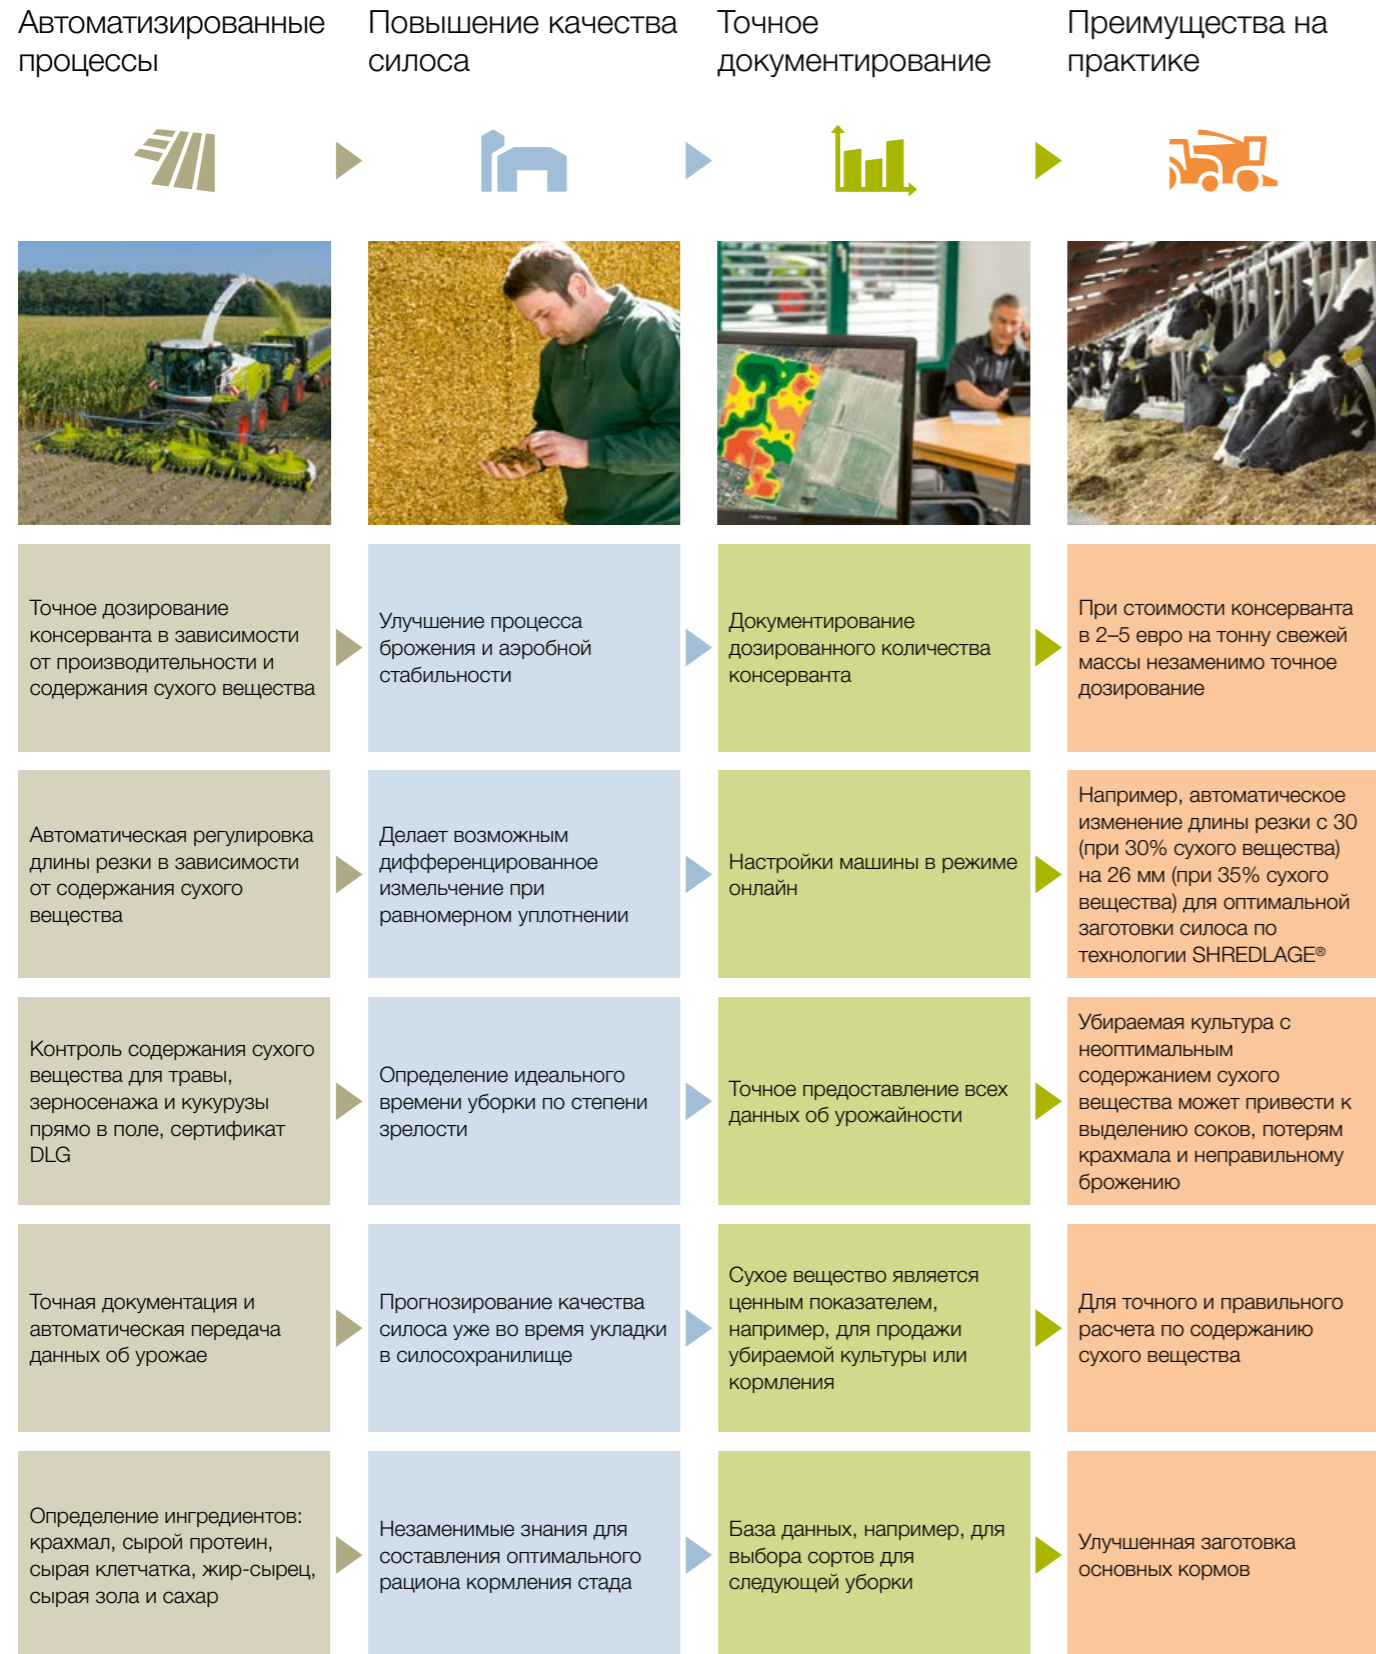 Автоматизированные
процессы
Повышение качества
силоса
Точное
документирование
Преимущества на
практике
Точное дозирование
консерванта в зависимости
от производительности и
содержания сухого вещества
Улучшение процесса
брожения и аэробной
стабильности
Документирование
дозированного количества
консерванта
При стоимости консерванта
в 2–5 евро на тонну свежей
массы незаменимо точное
дозирование
Автоматическая регулировка
длины резки в зависимости
от содержания сухого
вещества
Делает возможным
дифференцированное
измельчение при
равномерном уплотнении
Настройки машины в режиме
онлайн
Например, автоматическое
изменение длины резки с 30
(при 30% сухого вещества)
на 26 мм (при 35% сухого
вещества) для оптимальной
заготовки силоса по
технологии SHREDLAGE®
Контроль содержания сухого
вещества для травы,
зерносенажа и кукурузы
прямо в поле, сертификат
DLG
Определение идеального
времени уборки по степени
зрелости
Точное предоставление всех
данных об урожайности
Убираемая культура с
неоптимальным
содержанием сухого
вещества может привести к
выделению соков, потерям
крахмала и неправильному
брожению
Точная документация и
автоматическая передача
данных об урожае
Прогнозирование качества
силоса уже во время укладки
в силосохранилище
Сухое вещество является
ценным показателем,
например, для продажи
убираемой культуры или
кормления
Для точного и правильного
расчета по содержанию
сухого вещества
Определение ингредиентов:
крахмал, сырой протеин,
сырая клетчатка, жир-сырец,
сырая зола и сахар
Незаменимые знания для
составления оптимального
рациона кормления стада
База данных, например, для
выбора сортов для
следующей уборки
Улучшенная заготовка
основных кормов